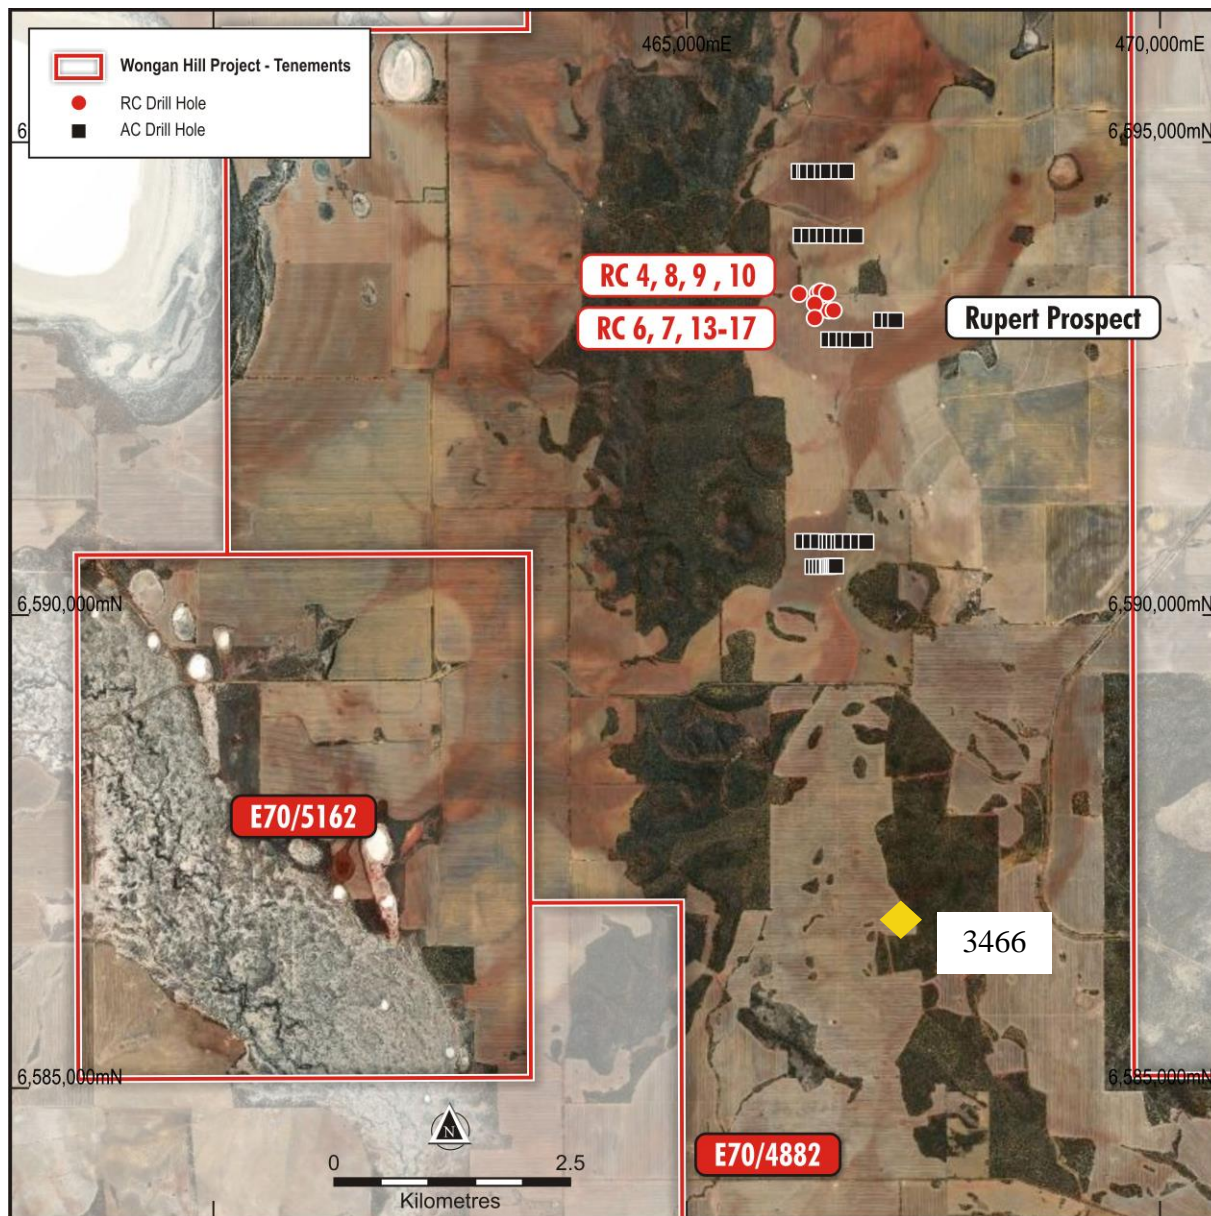 465,000mE
470,000mE
Wongan Hill Project - Tenements
RC Drill Hole
AC Drill Hole
6
6,595,000mN
RC 4, 8, 9 , 10
RC 6, 7, 13-17
Rupert Prospect
6,590,000mN
6,590,000mN
E70/5162
3466
6,585,000mN
6,585,000mN
N
E70/4882
0
2.5
Kilometres